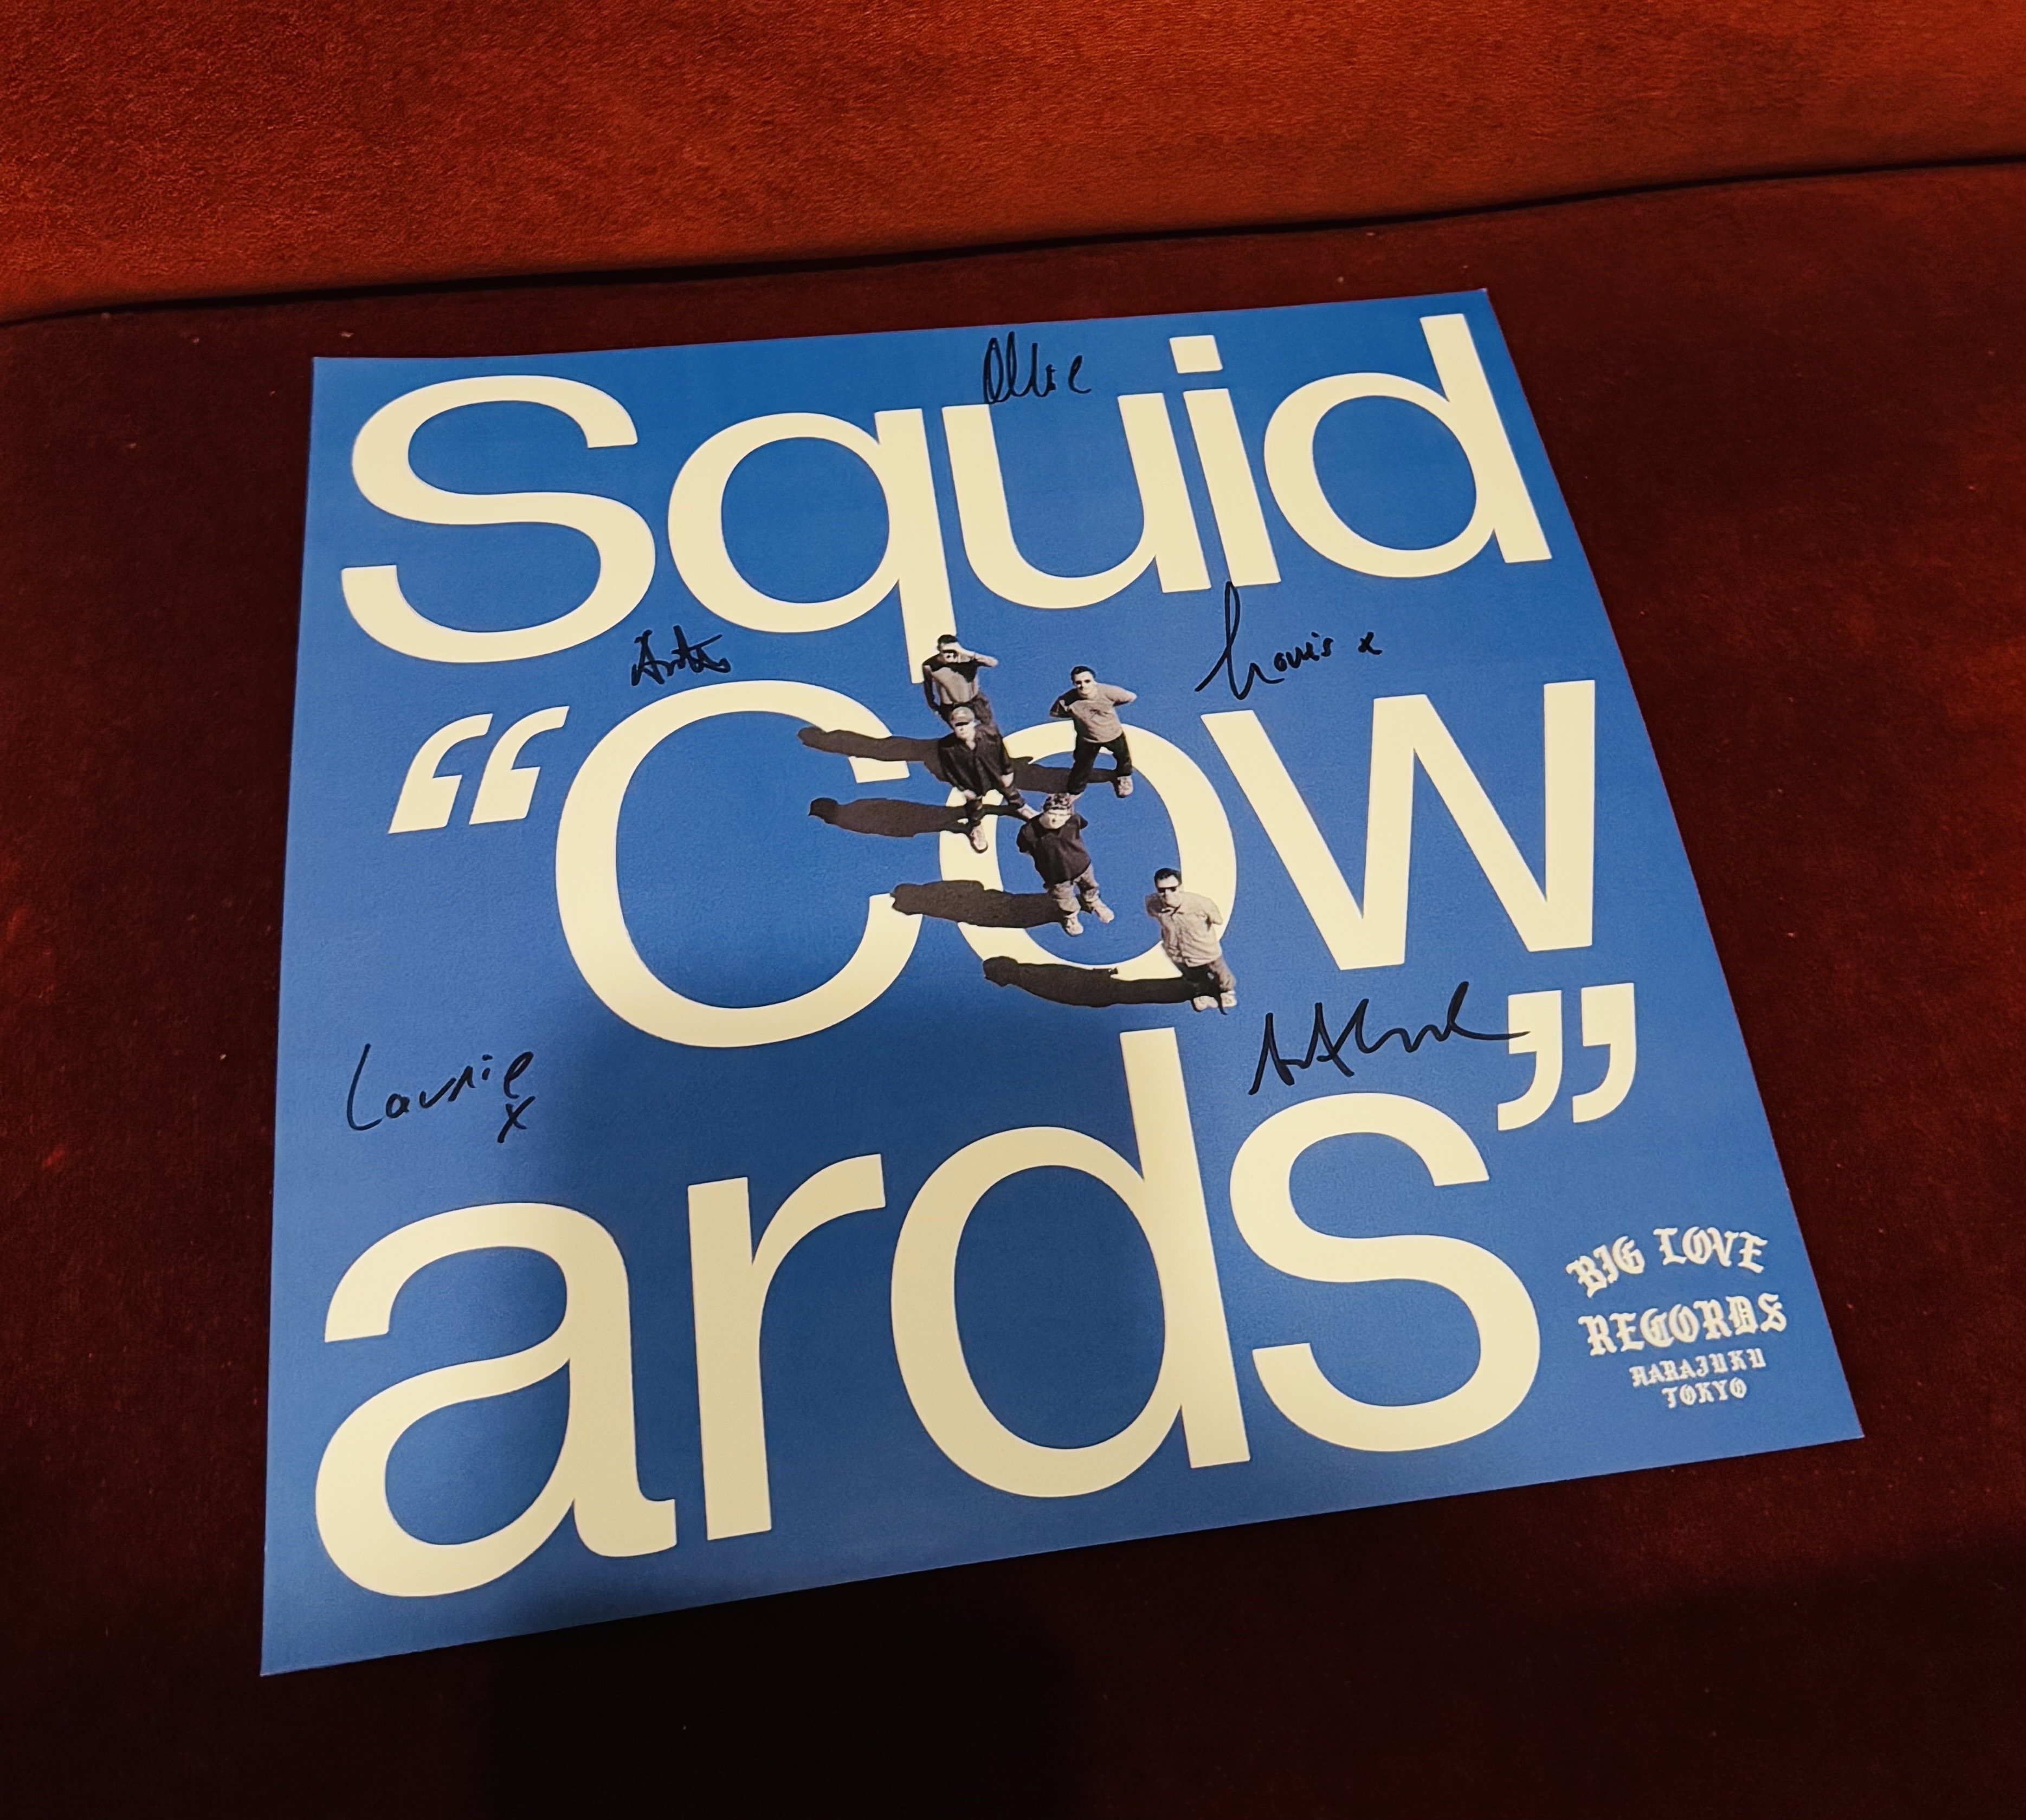 Squid
Ollie
Louis x
Anton
“Cow
Laurie
x
ards”
BIG LOVE
RECORDS
HARAJUKU
TOKYO